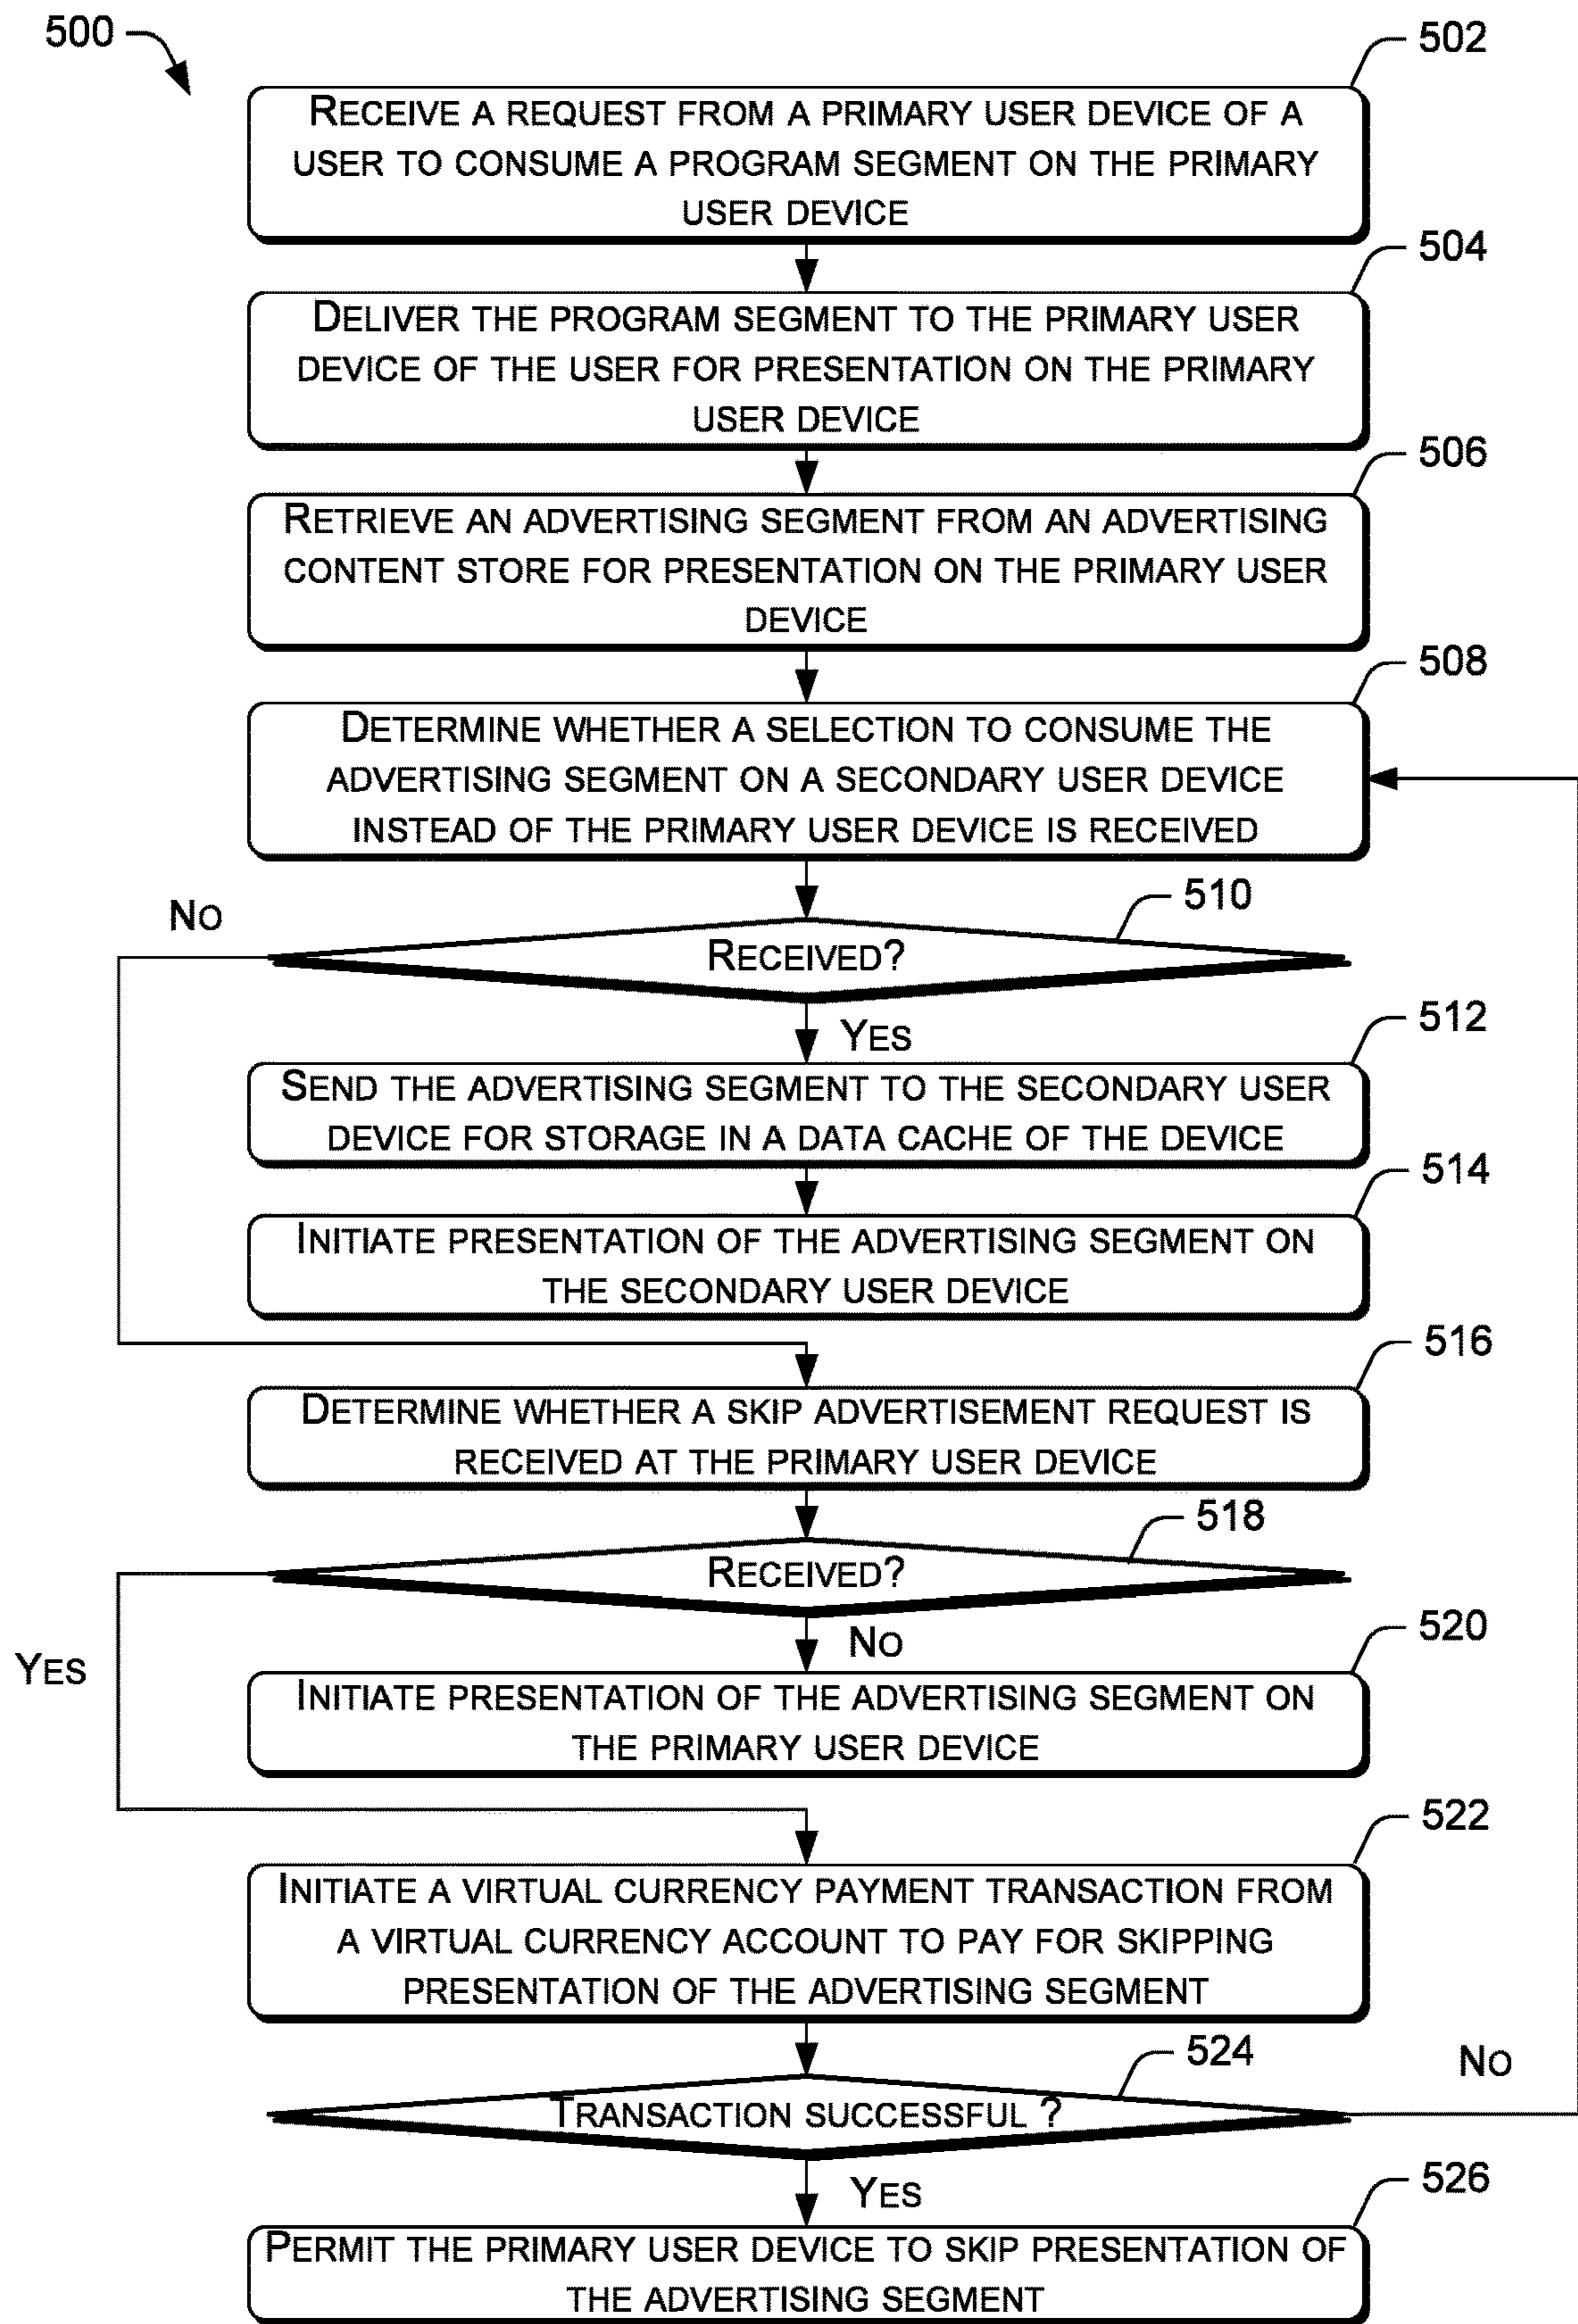 500
502
RECEIVE A REQUEST FROM A PRIMARY USER DEVICE OF A
USER TO CONSUME A PROGRAM SEGMENT ON THE PRIMARY
USER DEVICE
504
DELIVER THE PROGRAM SEGMENT TO THE PRIMARY USER
DEVICE OF THE USER FOR PRESENTATION ON THE PRIMARY
USER DEVICE
506
RETRIEVE AN ADVERTISING SEGMENT FROM AN ADVERTISING
CONTENT STORE FOR PRESENTATION ON THE PRIMARY USER
DEVICE
508
DETERMINE WHETHER A SELECTION TO CONSUME THE
ADVERTISING SEGMENT ON A SECONDARY USER DEVICE
INSTEAD OF THE PRIMARY USER DEVICE IS RECEIVED
510
NO
RECEIVED?
YES
512
SEND THE ADVERTISING SEGMENT TO THE SECONDARY USER
DEVICE FOR STORAGE IN A DATA CACHE OF THE DEVICE
514
INITIATE PRESENTATION OF THE ADVERTISING SEGMENT ON
THE SECONDARY USER DEVICE
516
DETERMINE WHETHER A SKIP ADVERTISEMENT REQUEST IS
RECEIVED AT THE PRIMARY USER DEVICE
518
RECEIVED?
NO
YES
520
INITIATE PRESENTATION OF THE ADVERTISING SEGMENT ON
THE PRIMARY USER DEVICE
522
INITIATE A VIRTUAL CURRENCY PAYMENT TRANSACTION FROM
A VIRTUAL CURRENCY ACCOUNT TO PAY FOR SKIPPING
PRESENTATION OF THE ADVERTISING SEGMENT
524
NO
TRANSACTION SUCCESSFUL ?
YES
526
PERMIT THE PRIMARY USER DEVICE TO SKIP PRESENTATION OF
THE ADVERTISING SEGMENT